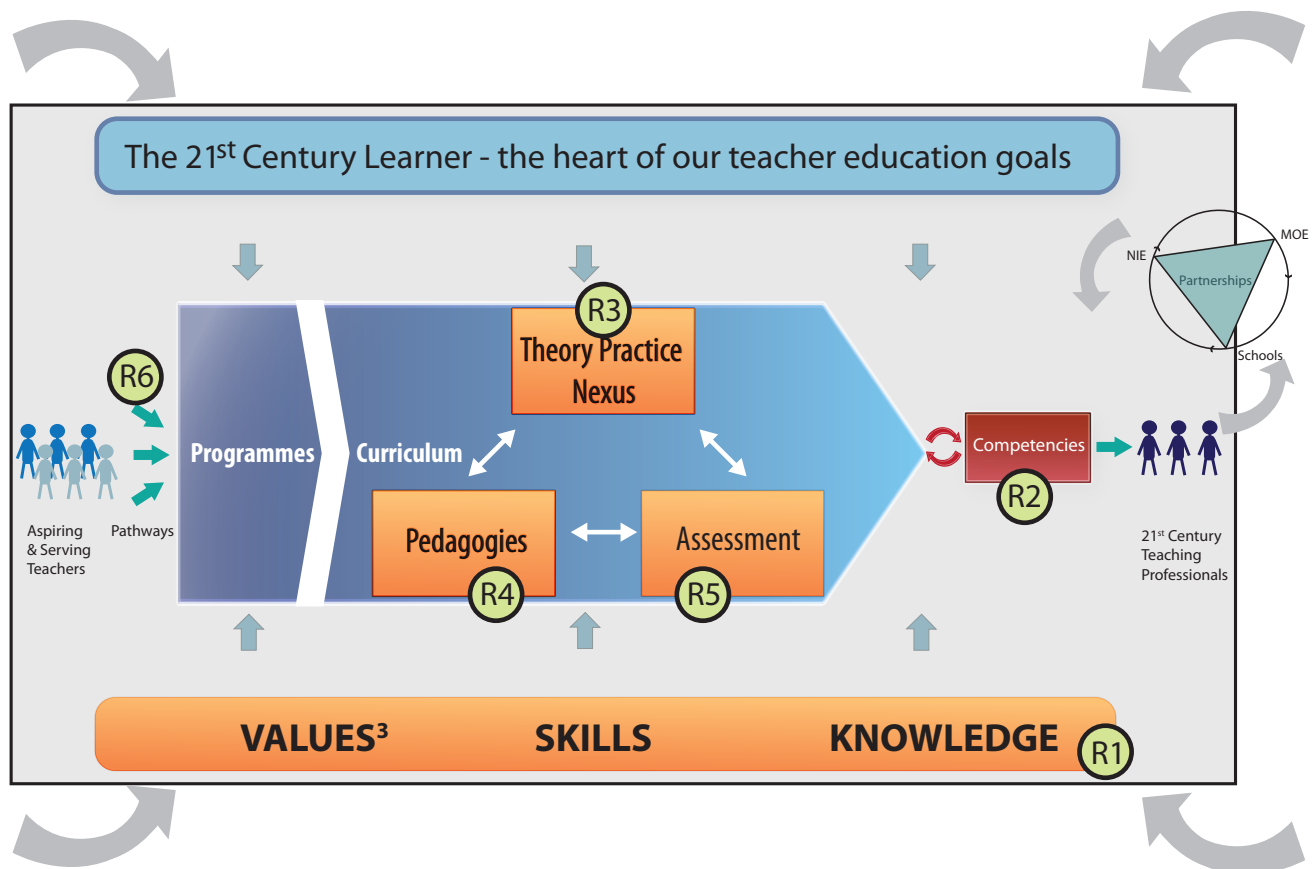 The 21st Century Learner - the heart of our teacher education goals
MOE
NIE
Partnerships
Schools
R3
Theory Practice
Nexus
R6
Programmes
Curriculum
Competencies
R2
Aspiring
& Serving
Teachers
Pathways
Pedagogies
R4
Assessment
R5
21st Century
Teaching
Professionals
VALUES³
SKILLS
KNOWLEDGE
R1